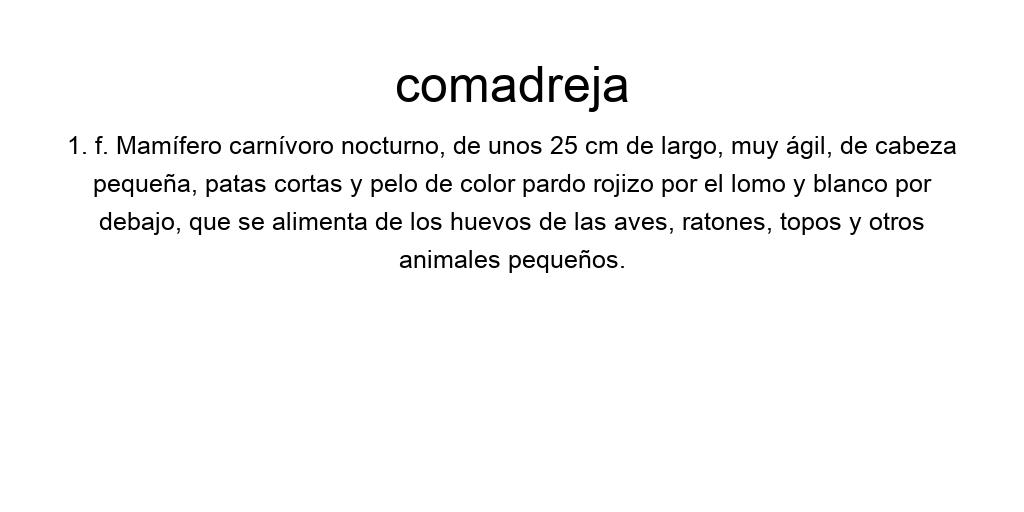 comadreja
1. f. Mamífero carnívoro nocturno, de unos 25 cm de largo, muy ágil, de cabeza
pequeña, patas cortas y pelo de color pardo rojizo por el lomo y blanco por
debajo, que se alimenta de los huevos de las aves, ratones, topos y otros
animales pequeños.